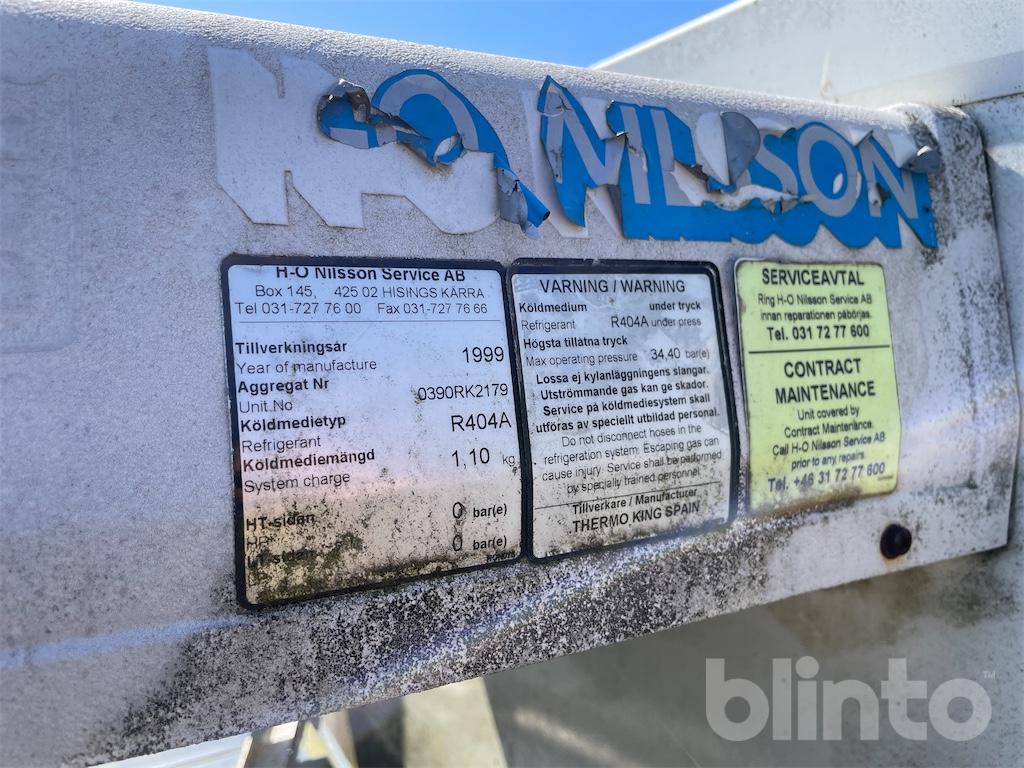 H-O NILSSON
H-O Nilsson Service AB
Box 145, 425 02 HISINGS KÄRRA
Tel 031-727 76 00 Fax 031-727 76 66
Tillverkningsår
Year of manufacture 1999
Aggregat Nr
Unit.No 0390RK2179
Köldmedietyp
Refrigerant R404A
Köldmediemängd
System charge 1,10 kg
HT-sidan 0 bar(e)
HP
0 bar(e)
VARNING / WARNING
Köldmedium under tryck
Refrigerant R404A under press
Högsta tillåtna tryck
Max operating pressure 34,40 bar(e)
Lossa ej kylanläggningens slangar.
Utströmmande gas kan ge skador.
Service på köldmediesystem skall
utföras av speciellt utbildad personal.
Do not disconnect hoses in the
refrigeration system. Escaping gas can
cause injury. Service shall be performed
by specially trained personnel.
Tillverkare / Manufacturer
THERMO KING SPAIN
SERVICEAVTAL
Ring H-O Nilsson Service AB
innan reparationen påbörjas.
Tel. 031 72 77 600
CONTRACT
MAINTENANCE
Unit covered by
Contract Maintenance.
Call H-O Nilsson Service AB
prior to any repairs.
Tel. +46 31 72 77 600
blinto™